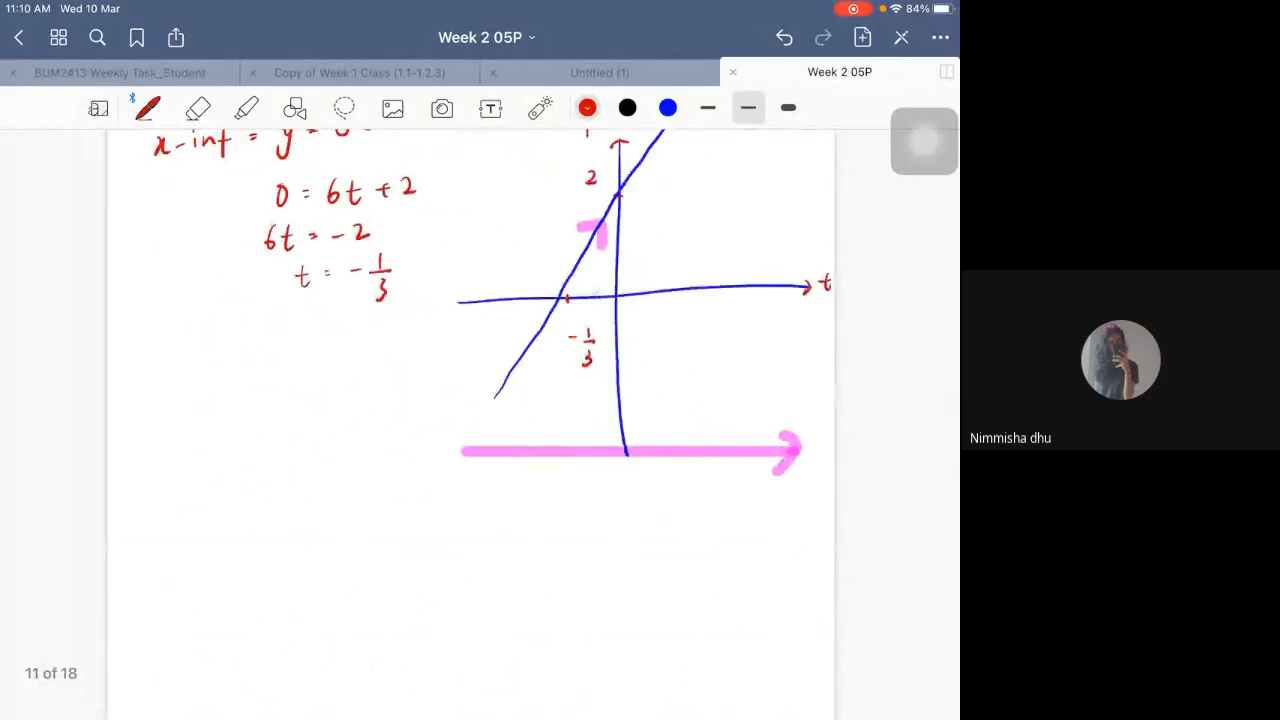 11:10 AM Wed 10 Mar
84%
Week 2 05P
BUM2413 Weekly Task_Student
Copy of Week 1 Class (1.1-1.2.3)
Untitled (1)
Week 2 05P
T
x-int = y = 0
0 = 6t + 2
6t = -2
t = - 1/3
2
t
- 1/3
11 of 18
Nimmisha dhu